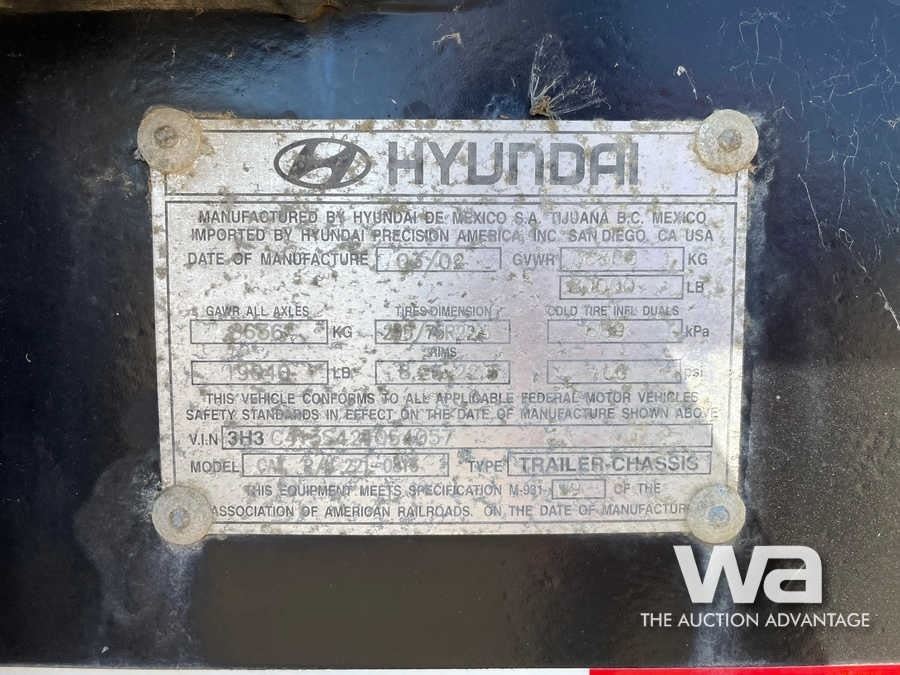 HYUNDAI
MANUFACTURED BY HYUNDAI DE MEXICO S.A. TIJUANA B.C. MEXICO
IMPORTED BY HYUNDAI PRECISION AMERICA, INC. SAN DIEGO, CA USA
DATE OF MANUFACTURE 03/02 GVWR KG
LB
GAWR ALL AXLES TIRES DIMENSION COLD TIRE INFL DUALS
KG kPa
RIMS
19040 LB psi
THIS VEHICLE CONFORMS TO ALL APPLICABLE FEDERAL MOTOR VEHICLES
SAFETY STANDARDS IN EFFECT ON THE DATE OF MANUFACTURE SHOWN ABOVE
V.I.N 3H3
MODEL TYPE TRAILER-CHASSIS
THIS EQUIPMENT MEETS SPECIFICATION M-931- OF THE
ASSOCIATION OF AMERICAN RAILROADS. ON THE DATE OF MANUFACTURE
wa
THE AUCTION ADVANTAGE